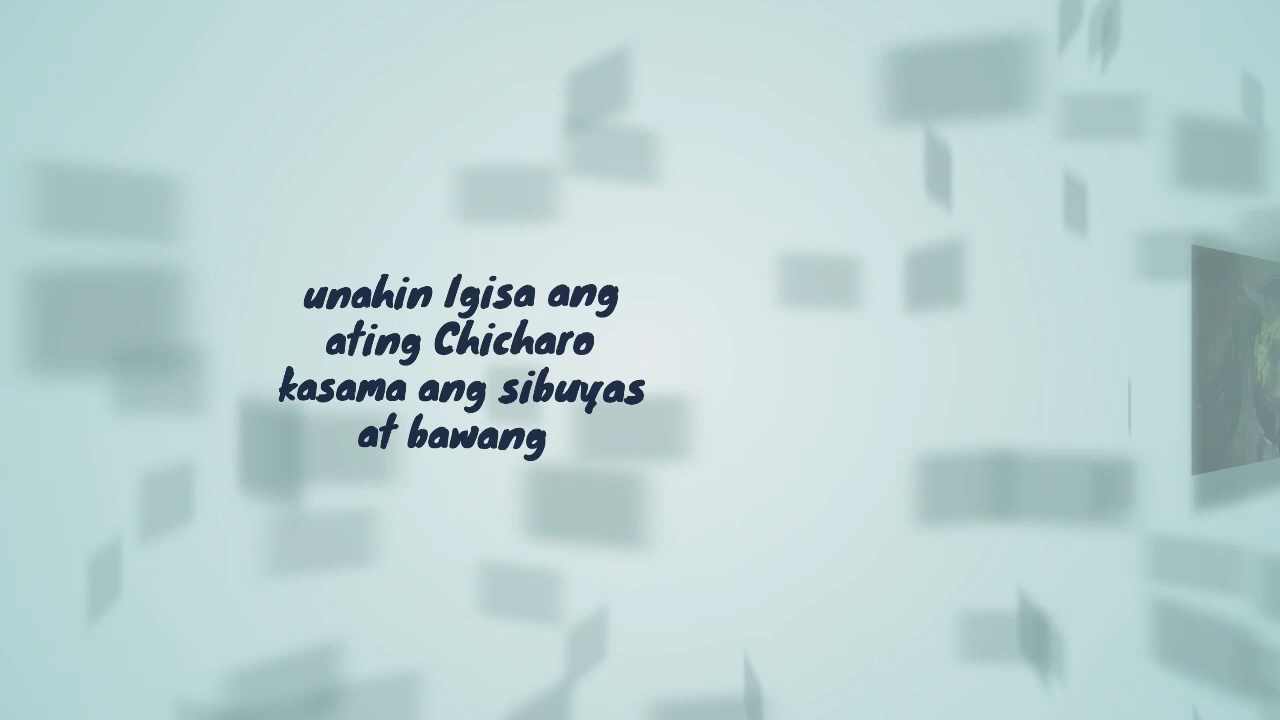 unahin Igisa ang
ating Chicharo
kasama ang sibuyas
at bawang